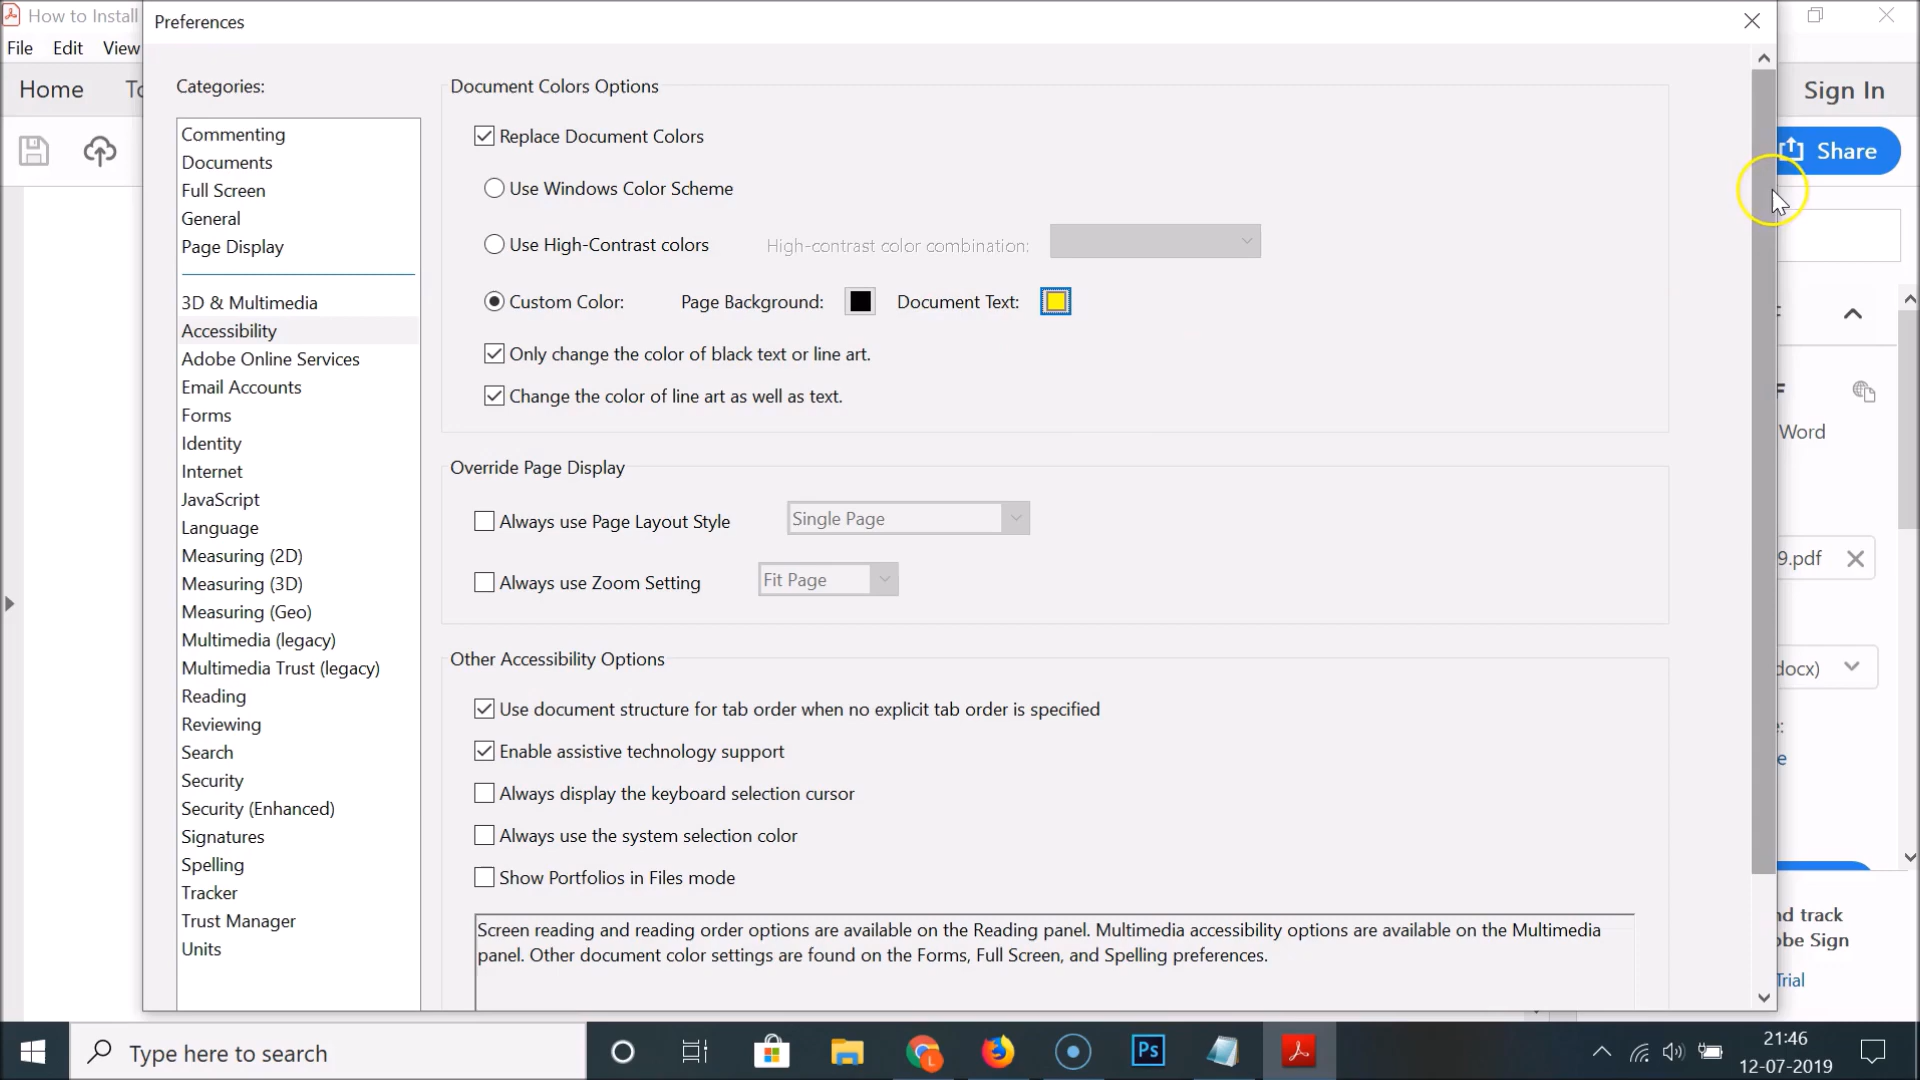 How to Install
Preferences
File Edit View
Home To
Sign In
Share
Categories:
Commenting
Documents
Full Screen
General
Page Display
3D & Multimedia
Accessibility
Adobe Online Services
Email Accounts
Forms
Identity
Internet
JavaScript
Language
Measuring (2D)
Measuring (3D)
Measuring (Geo)
Multimedia (legacy)
Multimedia Trust (legacy)
Reading
Reviewing
Search
Security
Security (Enhanced)
Signatures
Spelling
Tracker
Trust Manager
Units
Document Colors Options
Replace Document Colors
Use Windows Color Scheme
Use High-Contrast colors High-contrast color combination:
Custom Color: Page Background: Document Text:
Only change the color of black text or line art.
Change the color of line art as well as text.
Override Page Display
Always use Page Layout Style Single Page
Always use Zoom Setting Fit Page
Other Accessibility Options
Use document structure for tab order when no explicit tab order is specified
Enable assistive technology support
Always display the keyboard selection cursor
Always use the system selection color
Show Portfolios in Files mode
Screen reading and reading order options are available on the Reading panel. Multimedia accessibility options are available on the Multimedia
panel. Other document color settings are found on the Forms, Full Screen, and Spelling preferences.
F
Word
9.pdf
docx)
:
e
nd track
obe Sign
Trial
Type here to search
Ps
L
21:46
12-07-2019